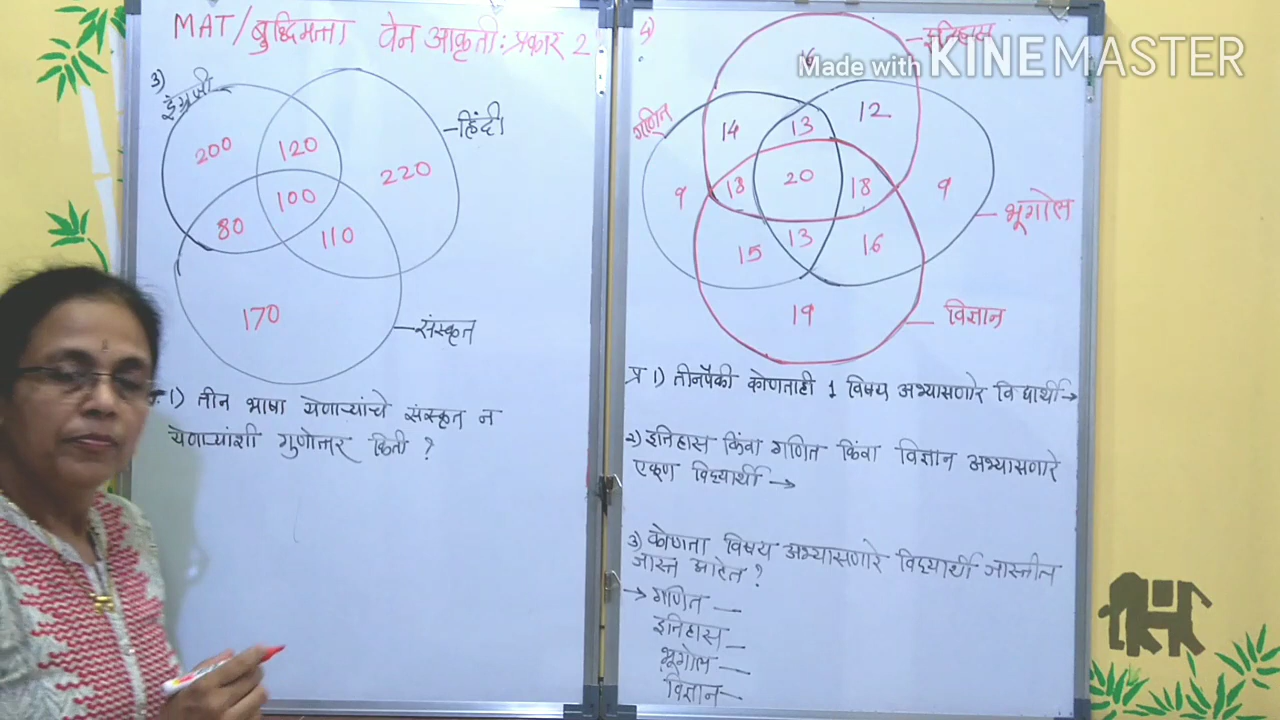 MAT/बुद्धिमत्ता वेन आकृती: प्रकार 2
3)
इंग्रजी
हिंदी
200
120
220
100
80
110
170
संस्कृत
1) तीन भाषा येणाऱ्यांचे संस्कृत न
येणाऱ्यांशी गुणोत्तर किती ?
इतिहास
Made with KINEMASTER
गणित
14
13
12
9
18
20
18
9
भूगोल
15
13
16
19
विज्ञान
प्र 1) तीनपैकी कोणताही 1 विषय अभ्यासणारे विद्यार्थी→
2) इतिहास किंवा गणित किंवा विज्ञान अभ्यासणारे
एकूण विद्यार्थी →
3) कोणता विषय अभ्यासणारे विद्यार्थी जास्तीत
जास्त आहेत ?
→ गणित —
इतिहास —
भूगोल —
विज्ञान —